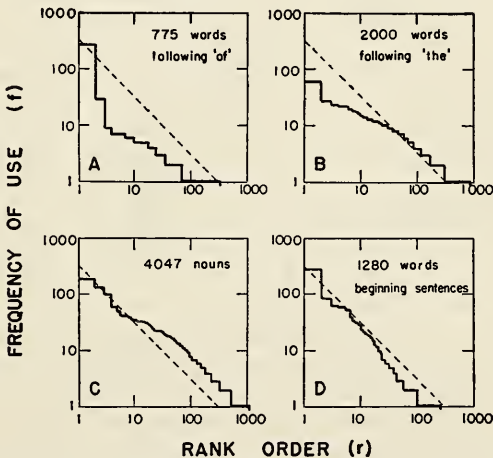 FREQUENCY OF USE (f)
1000
100
10
1
775 words
following 'of'
A
1 10 100 1000
1000
100
10
1
2000 words
following 'the'
B
1 10 100 1000
1000
100
10
1
4047 nouns
C
1 10 100 1000
1000
100
10
1
1280 words
beginning sentences
D
1 10 100 1000
RANK ORDER (r)